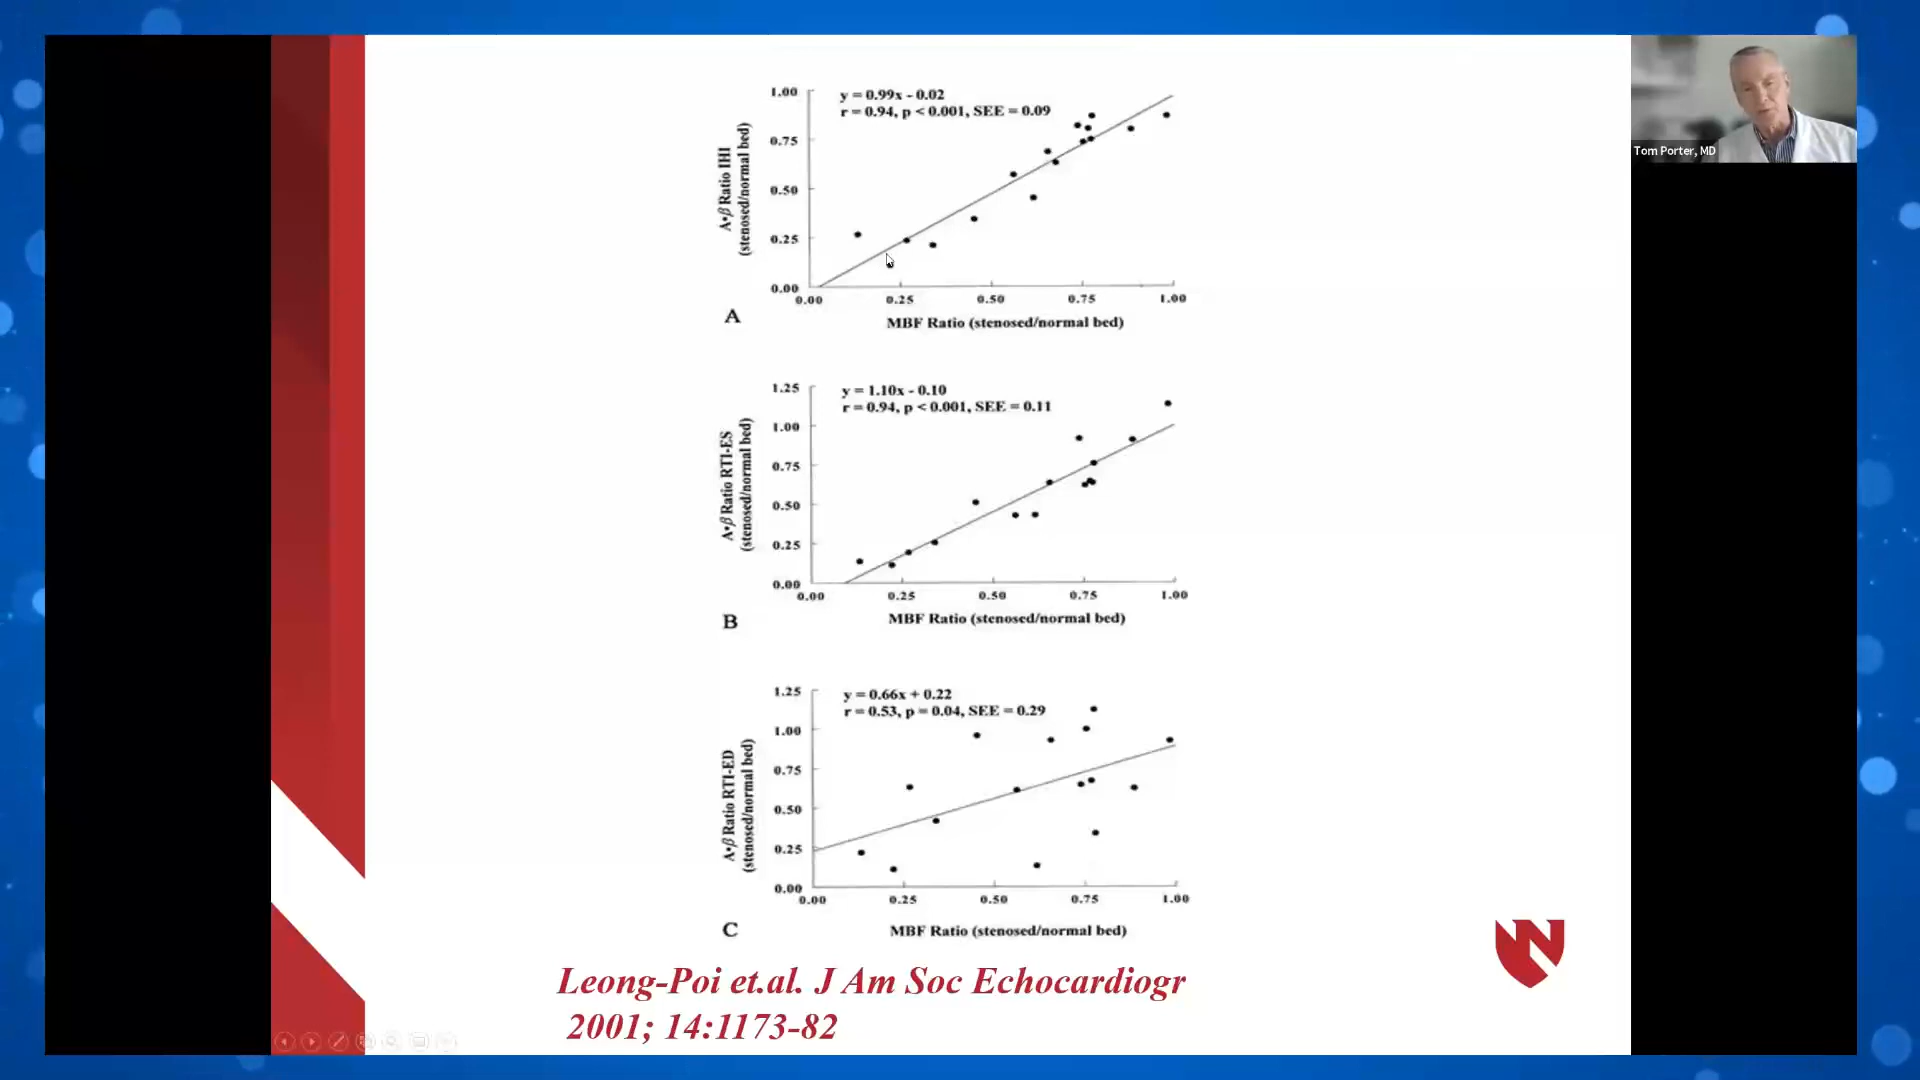 Tom Porter, MD
1.00
0.75
0.50
0.25
0.00
A•β Ratio IHI
(stenosed/normal bed)
y = 0.99x - 0.02
r = 0.94, p < 0.001, SEE = 0.09
0.00 0.25 0.50 0.75 1.00
MBF Ratio (stenosed/normal bed)
A
1.25
1.00
0.75
0.50
0.25
0.00
A•β Ratio RTI-ES
(stenosed/normal bed)
y = 1.10x - 0.10
r = 0.94, p < 0.001, SEE = 0.11
0.00 0.25 0.50 0.75 1.00
MBF Ratio (stenosed/normal bed)
B
1.25
1.00
0.75
0.50
0.25
0.00
A•β Ratio RTI-ED
(stenosed/normal bed)
y = 0.66x + 0.22
r = 0.53, p = 0.04, SEE = 0.29
0.00 0.25 0.50 0.75 1.00
MBF Ratio (stenosed/normal bed)
C
Leong-Poi et.al. J Am Soc Echocardiogr
2001; 14:1173-82
N